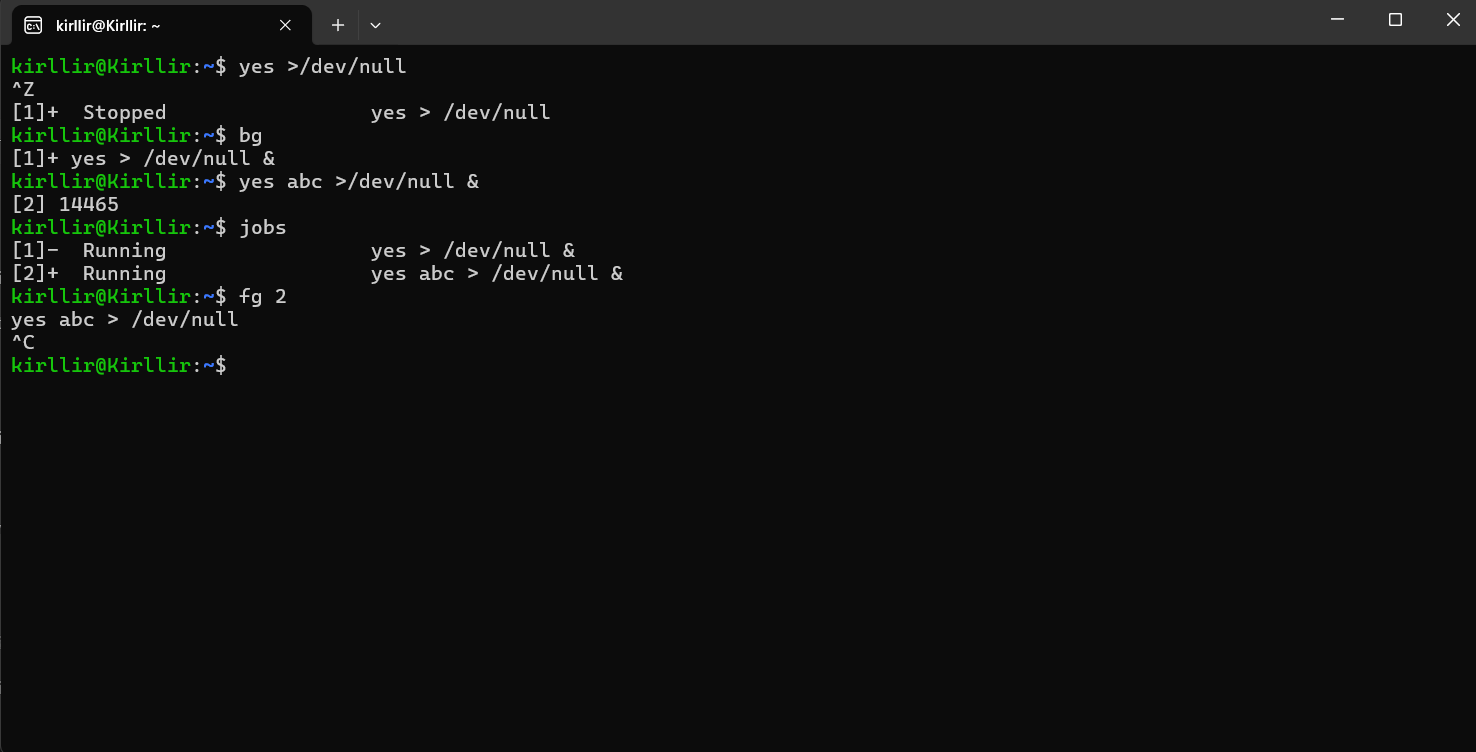 kirllir@Kirllir: ~
kirllir@Kirllir:~$ yes >/dev/null
^Z
[1]+  Stopped                 yes > /dev/null
kirllir@Kirllir:~$ bg
[1]+ yes > /dev/null &
kirllir@Kirllir:~$ yes abc >/dev/null &
[2] 14465
kirllir@Kirllir:~$ jobs
[1]-  Running                 yes > /dev/null &
[2]+  Running                 yes abc > /dev/null &
kirllir@Kirllir:~$ fg 2
yes abc > /dev/null
^C
kirllir@Kirllir:~$